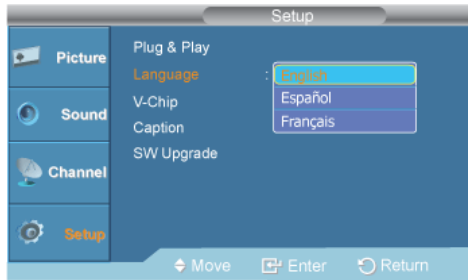 Setup
Picture
Sound
Channel
Setup
Plug & Play
Language : English
Español
Français
V-Chip
Caption
SW Upgrade
Move Enter Return